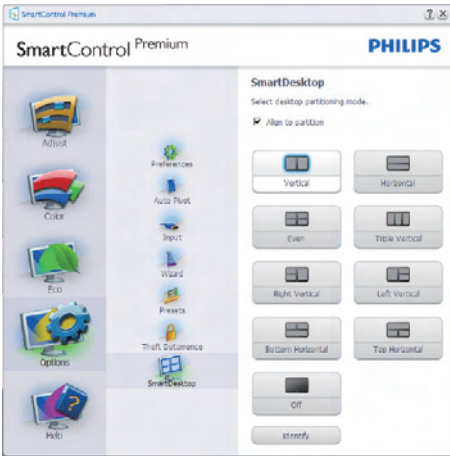 SmartControl Premium
SmartControl Premium
PHILIPS
Adjust
Color
Eco
Options
Help
Preferences
Auto Pivot
Input
Wizard
Presets
Theft Deterrence
SmartDesktop
SmartDesktop
Select desktop partitioning mode.
Align to partition
Vertical
Horizontal
Even
Triple Vertical
Right Vertical
Left Vertical
Bottom Horizontal
Top Horizontal
Off
Identify